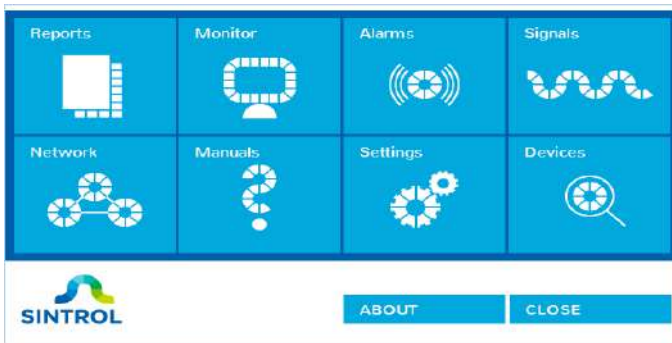 Reports Monitor Alarms Signals
Network Manuals Settings Devices
SINTROL ABOUT CLOSE